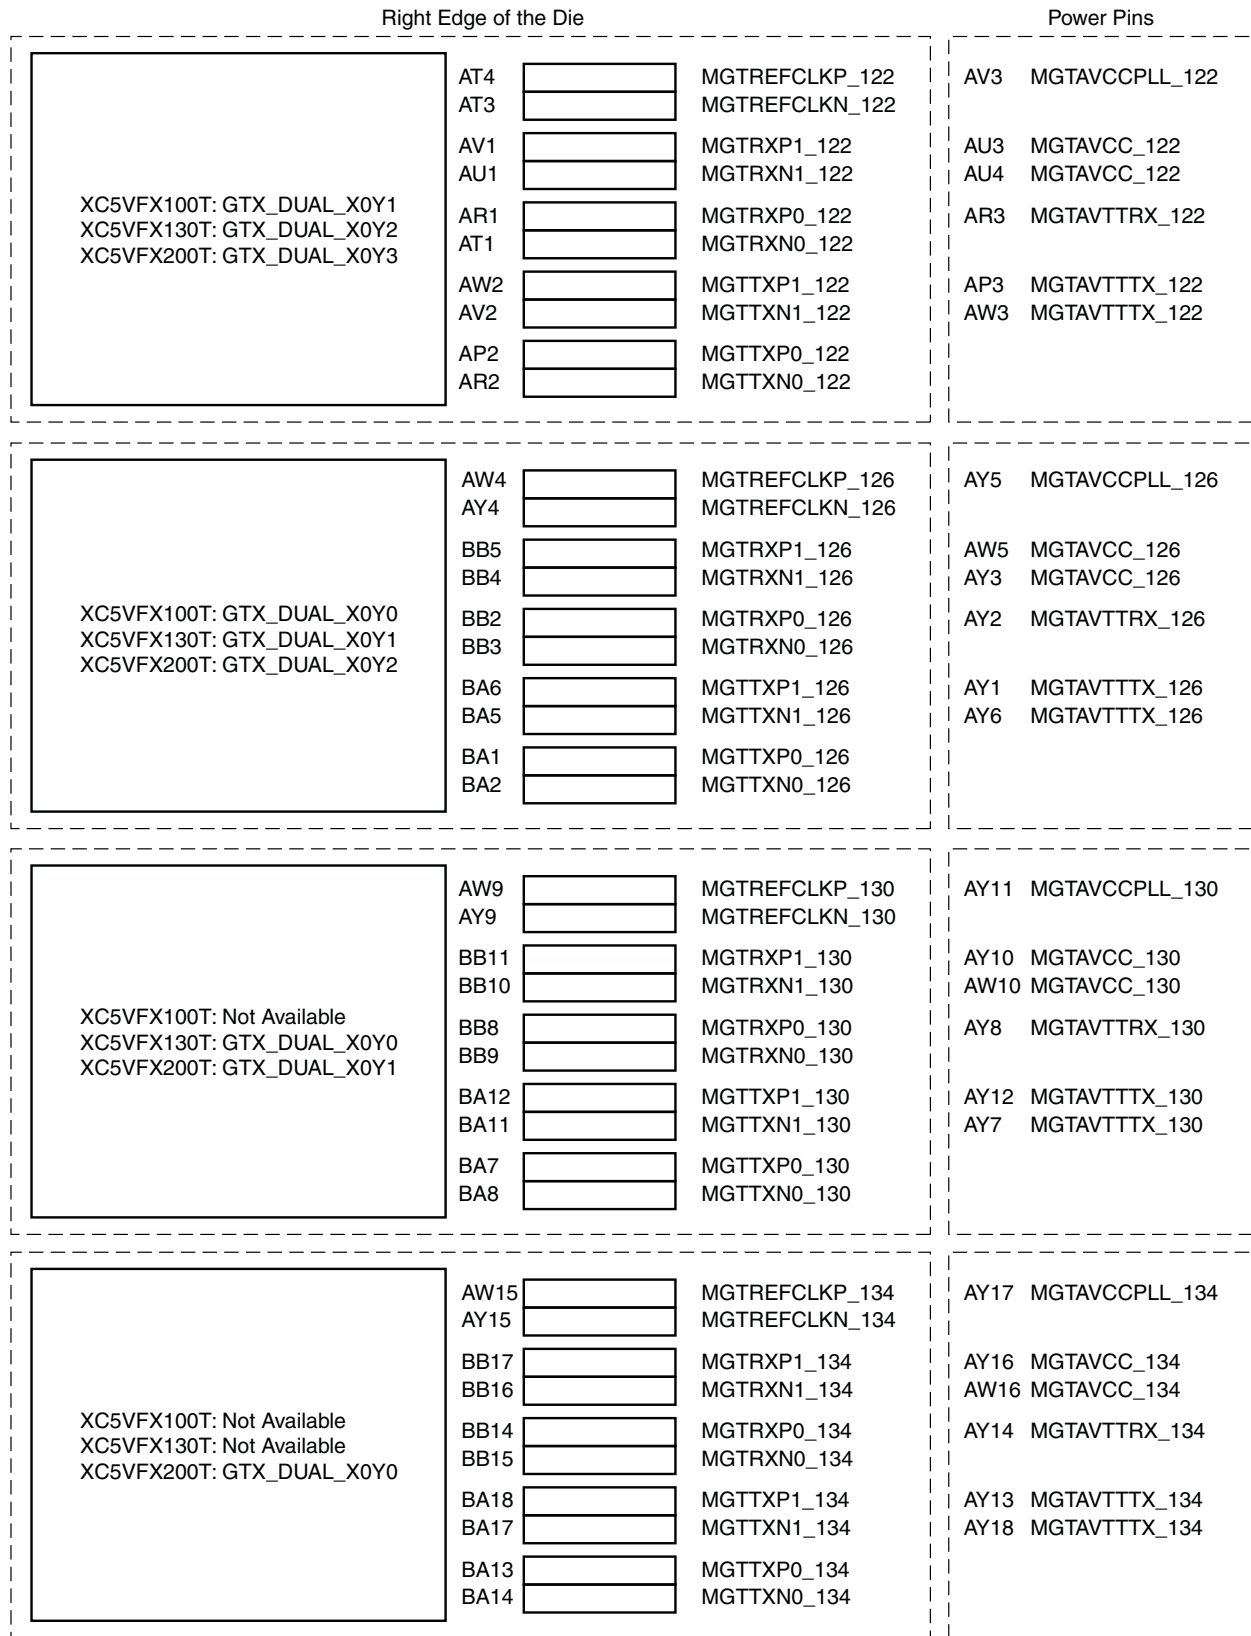 Right Edge of the Die
Power Pins
XC5VFX100T: GTX_DUAL_X0Y1
XC5VFX130T: GTX_DUAL_X0Y2
XC5VFX200T: GTX_DUAL_X0Y3
AT4 MGTREFCLKP_122
AT3 MGTREFCLKN_122
AV1 MGTRXP1_122
AU1 MGTRXN1_122
AR1 MGTRXP0_122
AT1 MGTRXN0_122
AW2 MGTTXP1_122
AV2 MGTTXN1_122
AP2 MGTTXP0_122
AR2 MGTTXN0_122
AV3 MGTAVCCPLL_122
AU3 MGTAVCC_122
AU4 MGTAVCC_122
AR3 MGTAVTTRX_122
AP3 MGTAVTTTX_122
AW3 MGTAVTTTX_122
XC5VFX100T: GTX_DUAL_X0Y0
XC5VFX130T: GTX_DUAL_X0Y1
XC5VFX200T: GTX_DUAL_X0Y2
AW4 MGTREFCLKP_126
AY4 MGTREFCLKN_126
BB5 MGTRXP1_126
BB4 MGTRXN1_126
BB2 MGTRXP0_126
BB3 MGTRXN0_126
BA6 MGTTXP1_126
BA5 MGTTXN1_126
BA1 MGTTXP0_126
BA2 MGTTXN0_126
AY5 MGTAVCCPLL_126
AW5 MGTAVCC_126
AY3 MGTAVCC_126
AY2 MGTAVTTRX_126
AY1 MGTAVTTTX_126
AY6 MGTAVTTTX_126
XC5VFX100T: Not Available
XC5VFX130T: GTX_DUAL_X0Y0
XC5VFX200T: GTX_DUAL_X0Y1
AW9 MGTREFCLKP_130
AY9 MGTREFCLKN_130
BB11 MGTRXP1_130
BB10 MGTRXN1_130
BB8 MGTRXP0_130
BB9 MGTRXN0_130
BA12 MGTTXP1_130
BA11 MGTTXN1_130
BA7 MGTTXP0_130
BA8 MGTTXN0_130
AY11 MGTAVCCPLL_130
AY10 MGTAVCC_130
AW10 MGTAVCC_130
AY8 MGTAVTTRX_130
AY12 MGTAVTTTX_130
AY7 MGTAVTTTX_130
XC5VFX100T: Not Available
XC5VFX130T: Not Available
XC5VFX200T: GTX_DUAL_X0Y0
AW15 MGTREFCLKP_134
AY15 MGTREFCLKN_134
BB17 MGTRXP1_134
BB16 MGTRXN1_134
BB14 MGTRXP0_134
BB15 MGTRXN0_134
BA18 MGTTXP1_134
BA17 MGTTXN1_134
BA13 MGTTXP0_134
BA14 MGTTXN0_134
AY17 MGTAVCCPLL_134
AY16 MGTAVCC_134
AW16 MGTAVCC_134
AY14 MGTAVTTRX_134
AY13 MGTAVTTTX_134
AY18 MGTAVTTTX_134